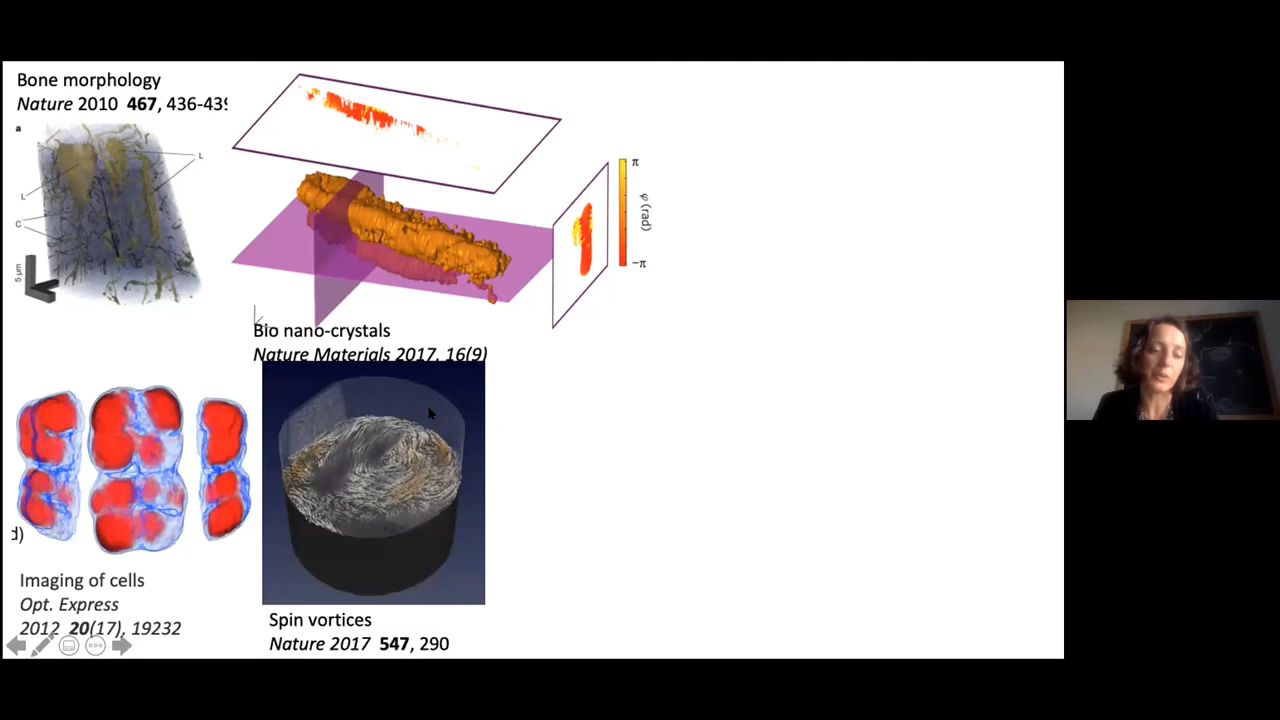 Bone morphology
Nature 2010 467, 436-439
a
L
L
C
5 µm
π
φ (rad)
−π
Bio nano-crystals
Nature Materials 2017, 16(9)
d)
Imaging of cells
Opt. Express
2012 20(17), 19232
Spin vortices
Nature 2017 547, 290